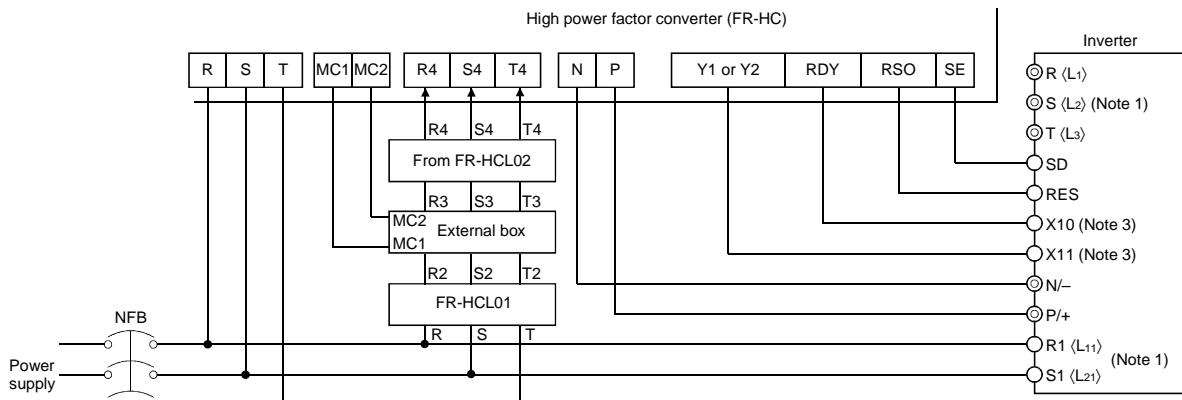 High power factor converter (FR-HC)
Inverter
R S T MC1 MC2 R4 S4 T4 N P Y1 or Y2 RDY RSO SE
R ⟨L1⟩
S ⟨L2⟩ (Note 1)
T ⟨L3⟩
R4 S4 T4
From FR-HCL02
SD
RES
R3 S3 T3
MC2
External box
MC1
X10 (Note 3)
X11 (Note 3)
R2 S2 T2
N/–
FR-HCL01
P/+
NFB
R S T
R1 ⟨L11⟩
(Note 1)
Power
supply
S1 ⟨L21⟩